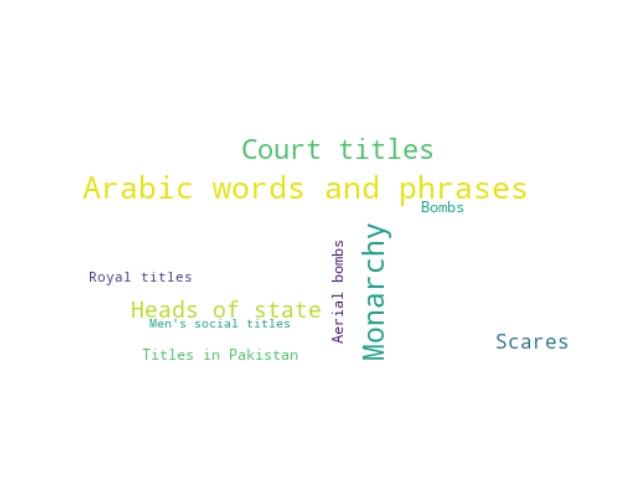 Court titles
Arabic words and phrases
Bombs
Monarchy
Aerial bombs
Royal titles
Heads of state
Men's social titles
Scares
Titles in Pakistan